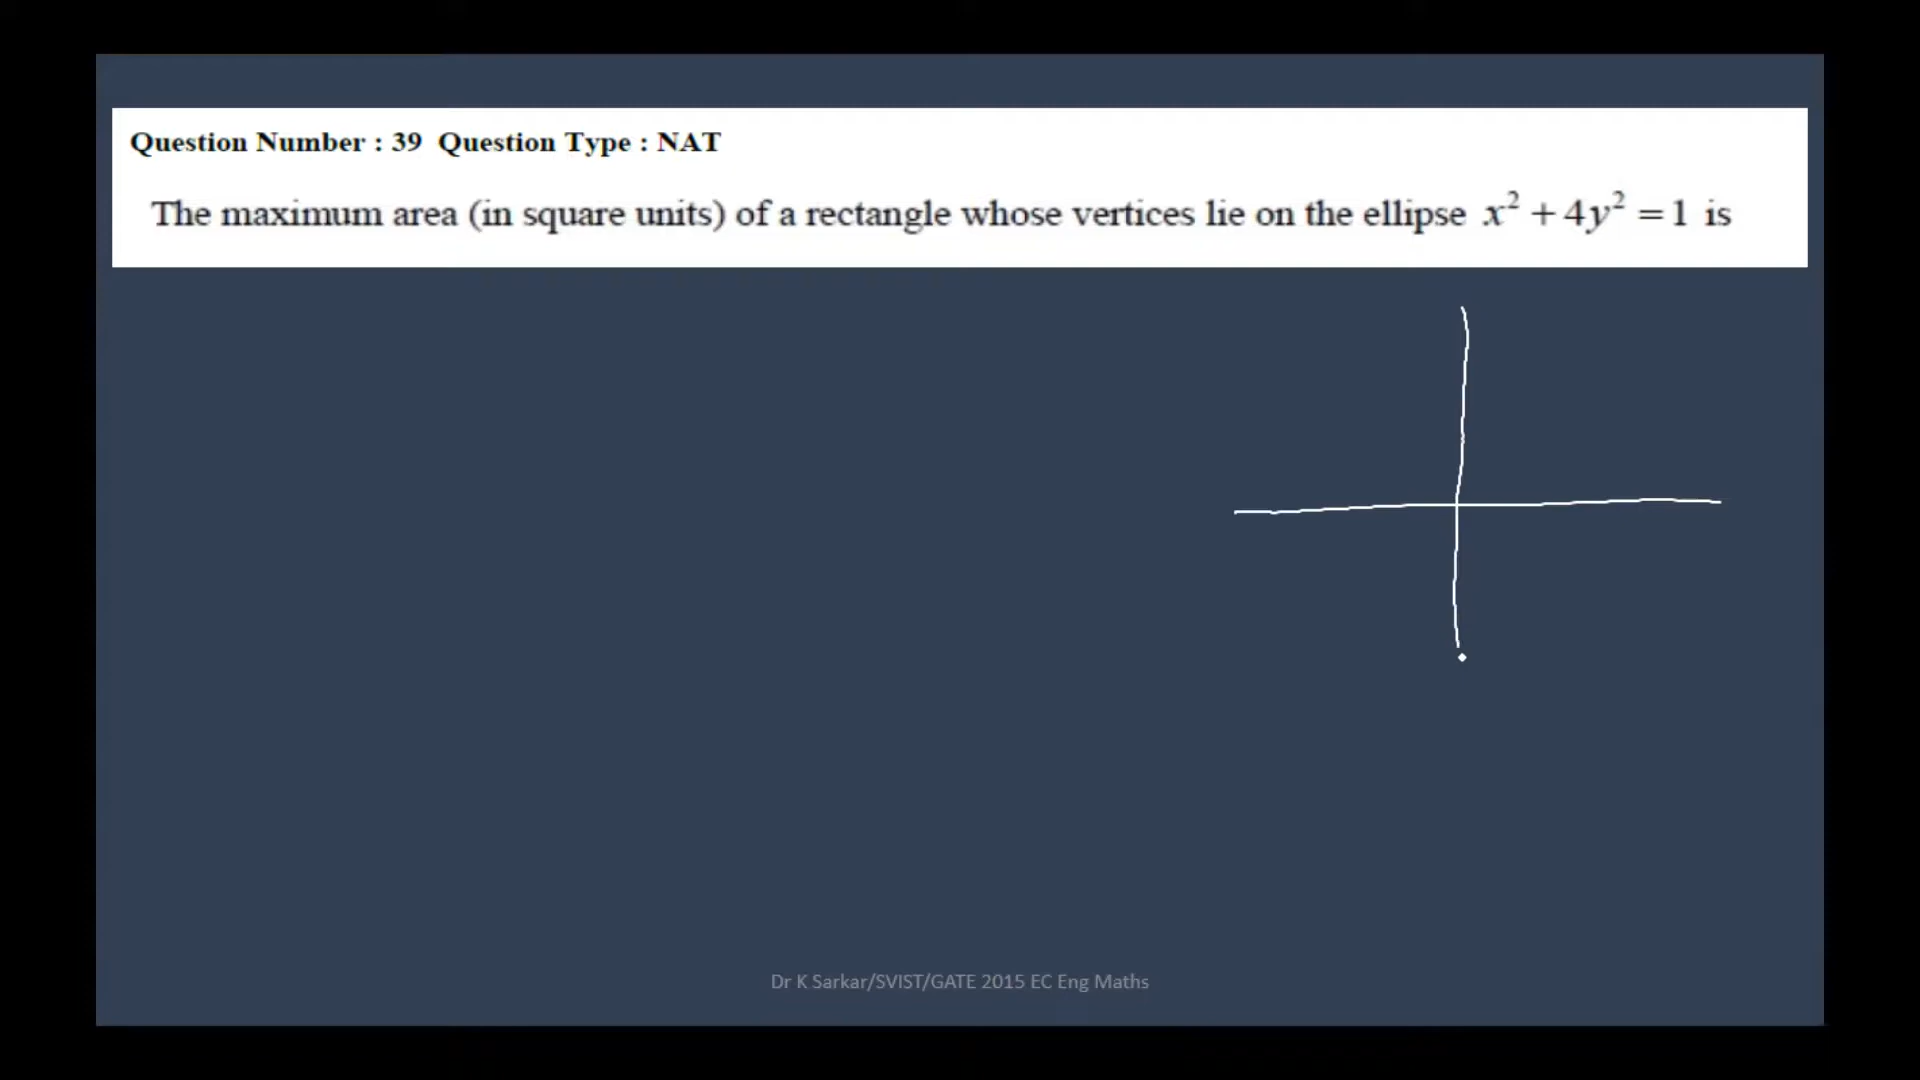 Question Number : 39 Question Type : NAT
The maximum area (in square units) of a rectangle whose vertices lie on the ellipse x² + 4y² = 1 is
Dr K Sarkar/SVIST/GATE 2015 EC Eng Maths